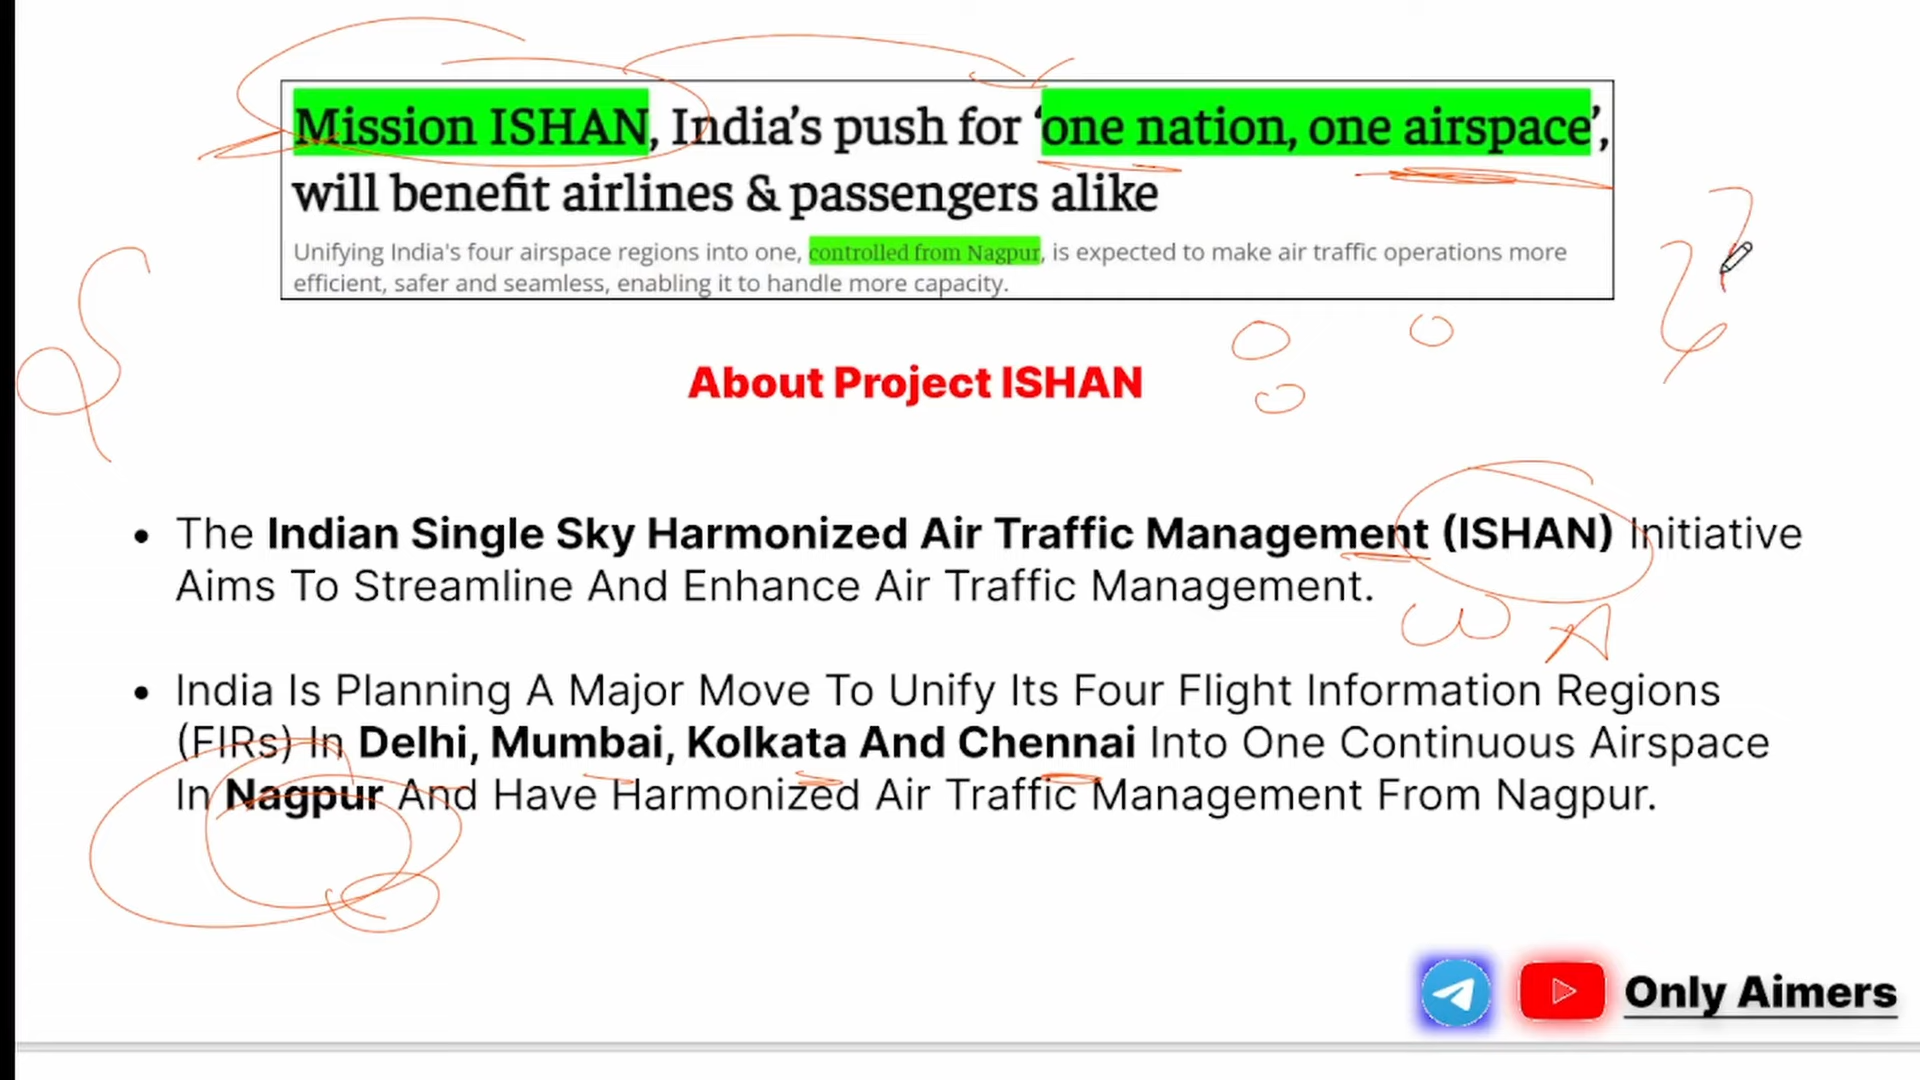 Mission ISHAN, India's push for 'one nation, one airspace',
will benefit airlines & passengers alike
Unifying India's four airspace regions into one, controlled from Nagpur, is expected to make air traffic operations more
efficient, safer and seamless, enabling it to handle more capacity.
About Project ISHAN
• The Indian Single Sky Harmonized Air Traffic Management (ISHAN) Initiative
Aims To Streamline And Enhance Air Traffic Management.
• India Is Planning A Major Move To Unify Its Four Flight Information Regions
(FIRs) In Delhi, Mumbai, Kolkata And Chennai Into One Continuous Airspace
In Nagpur And Have Harmonized Air Traffic Management From Nagpur.
Only Aimers